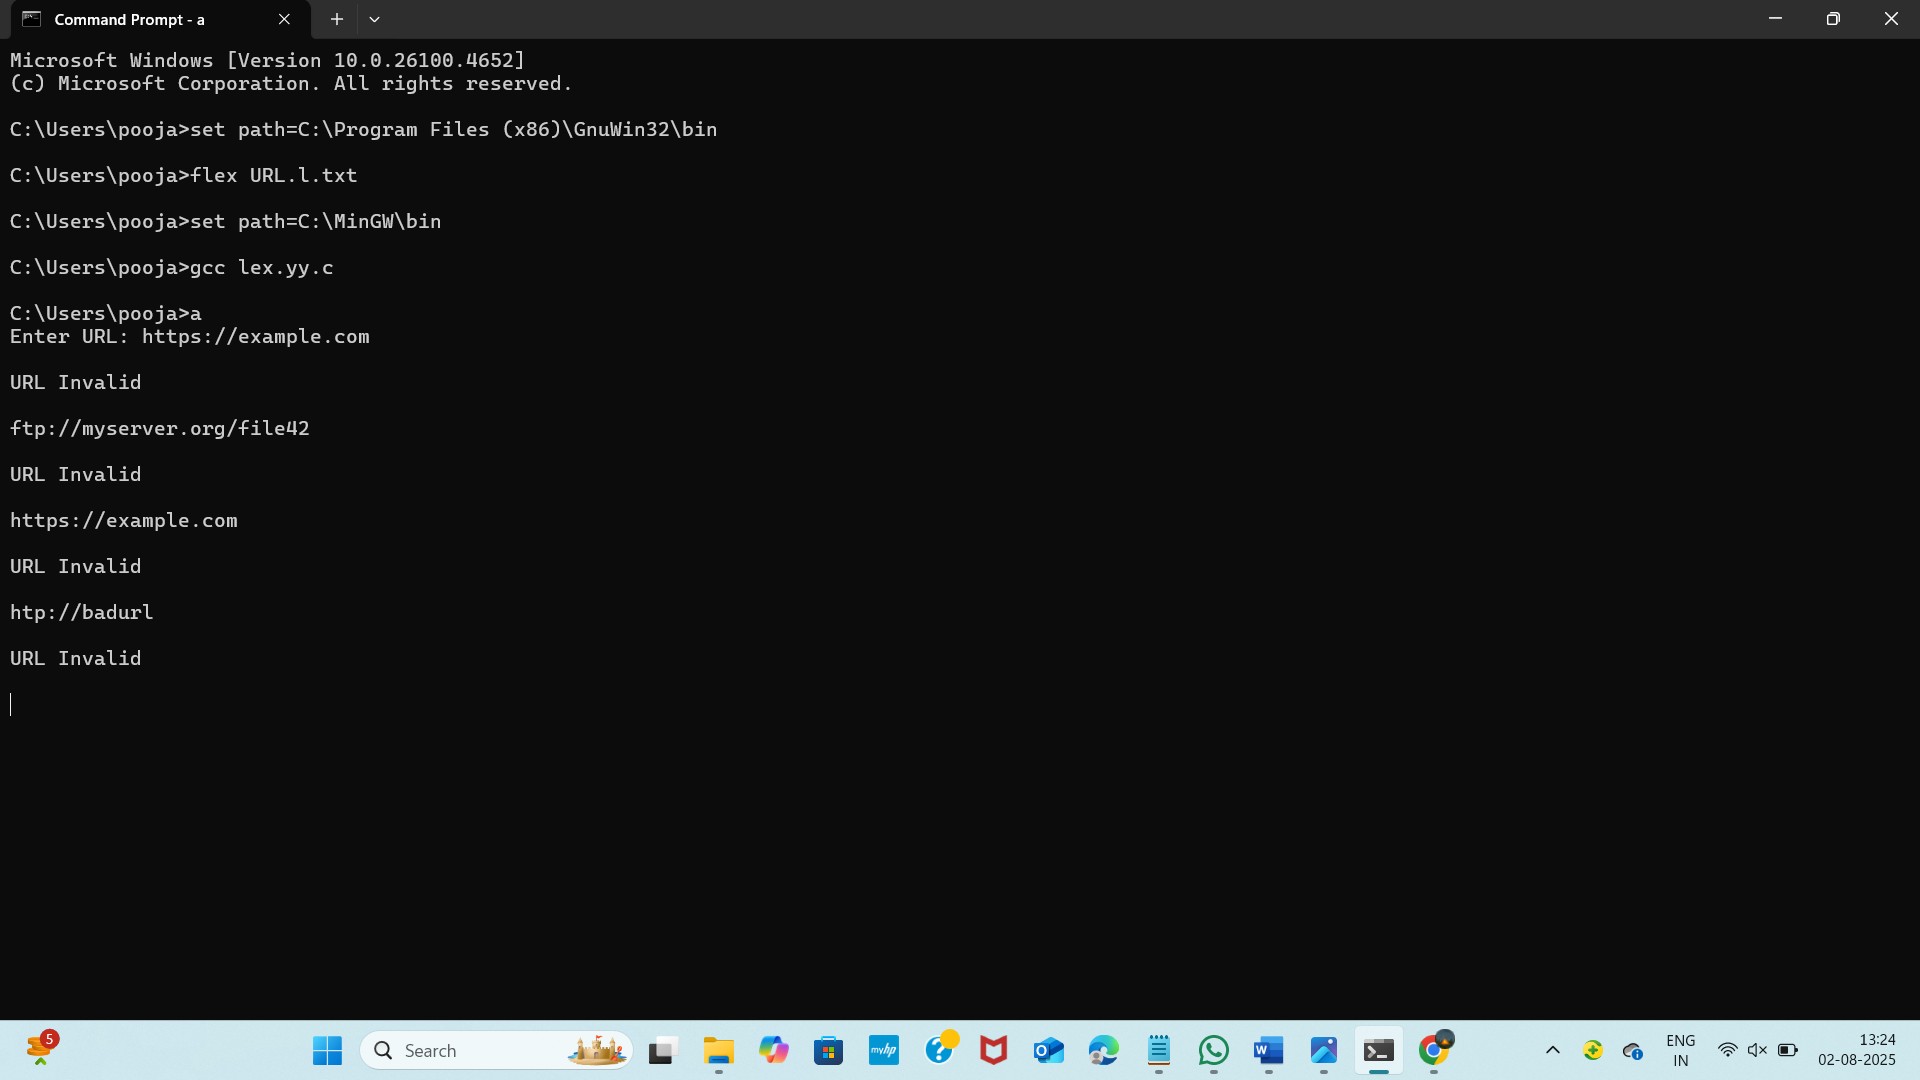 Command Prompt - a
Microsoft Windows [Version 10.0.26100.4652]
(c) Microsoft Corporation. All rights reserved.
C:\Users\pooja>set path=C:\Program Files (x86)\GnuWin32\bin
C:\Users\pooja>flex URL.l.txt
C:\Users\pooja>set path=C:\MinGW\bin
C:\Users\pooja>gcc lex.yy.c
C:\Users\pooja>a
Enter URL: https://example.com
URL Invalid
ftp://myserver.org/file42
URL Invalid
https://example.com
URL Invalid
htp://badurl
URL Invalid
5
Search
myhp
ENG
IN
13:24
02-08-2025